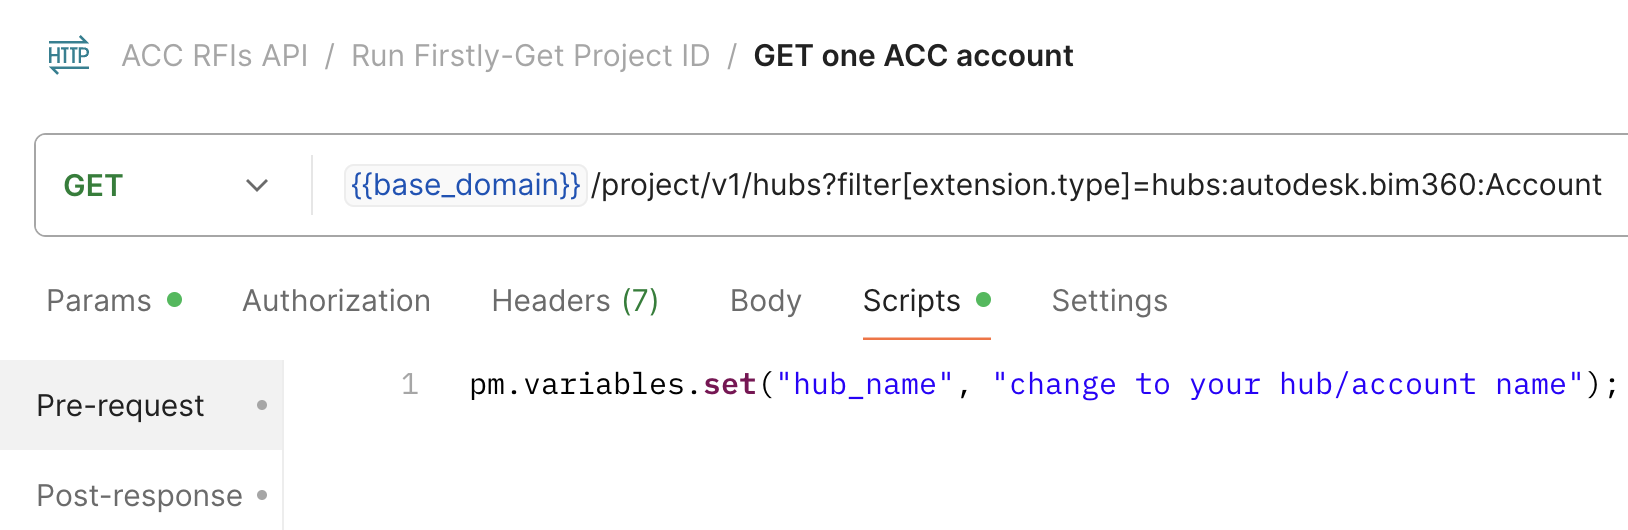 HTTP ACC RFIs API / Run Firstly-Get Project ID / GET one ACC account
GET {{base_domain}}/project/v1/hubs?filter[extension.type]=hubs:autodesk.bim360:Account
Params Authorization Headers (7) Body Scripts Settings
Pre-request
1 pm.variables.set("hub_name", "change to your hub/account name");
Post-response